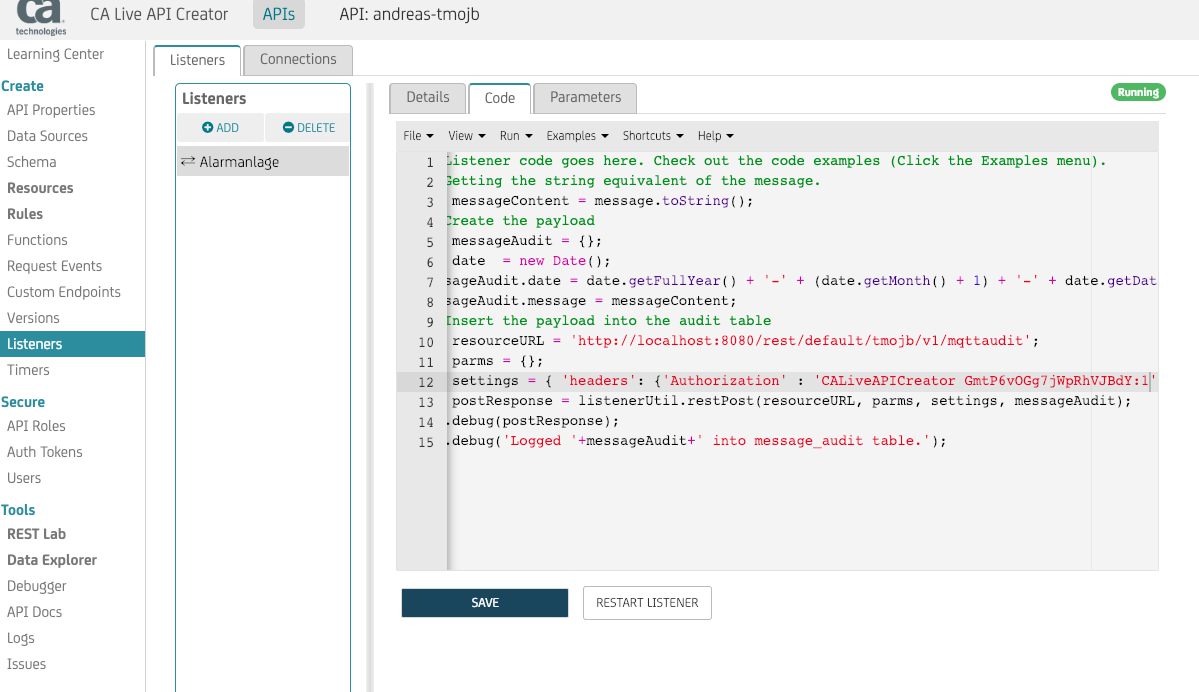 ca
technologies
CA Live API Creator
APIs
API: andreas-tmojb
Learning Center
Create
API Properties
Data Sources
Schema
Resources
Rules
Functions
Request Events
Custom Endpoints
Versions
Listeners
Timers
Secure
API Roles
Auth Tokens
Users
Tools
REST Lab
Data Explorer
Debugger
API Docs
Logs
Issues
Listeners Connections
Listeners
ADD DELETE
Alarmanlage
Details Code Parameters
Running
File View Run Examples Shortcuts Help
1 Listener code goes here. Check out the code examples (Click the Examples menu).
2 Getting the string equivalent of the message.
3 messageContent = message.toString();
4 Create the payload
5 messageAudit = {};
6 date  = new Date();
7 sageAudit.date = date.getFullYear() + '-' + (date.getMonth() + 1) + '-' + date.getDat
8 sageAudit.message = messageContent;
9 Insert the payload into the audit table
10 resourceURL = 'http://localhost:8080/rest/default/tmojb/v1/mqttaudit';
11 parms = {};
12 settings = { 'headers': {'Authorization' : 'CALiveAPICreator GmtP6vOGg7jWpRhVJBdY:1'
13 postResponse = listenerUtil.restPost(resourceURL, parms, settings, messageAudit);
14 .debug(postResponse);
15 .debug('Logged '+messageAudit+' into message_audit table.');
SAVE
RESTART LISTENER